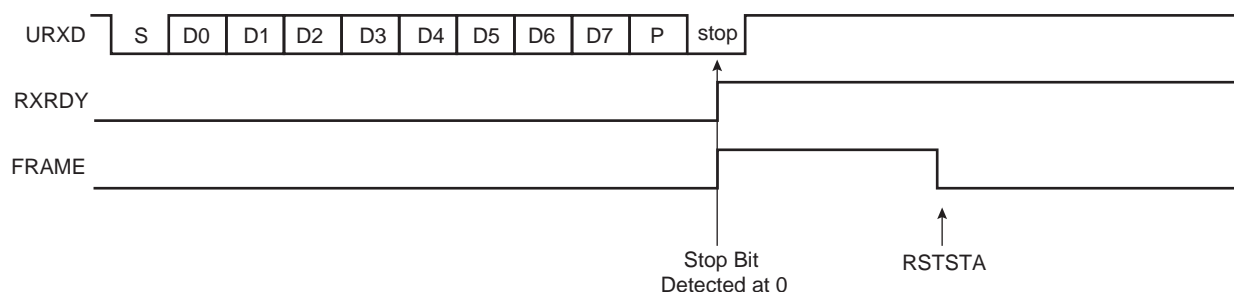 URXD
S D0 D1 D2 D3 D4 D5 D6 D7 P stop
RXRDY
FRAME
Stop Bit
Detected at 0
RSTSTA